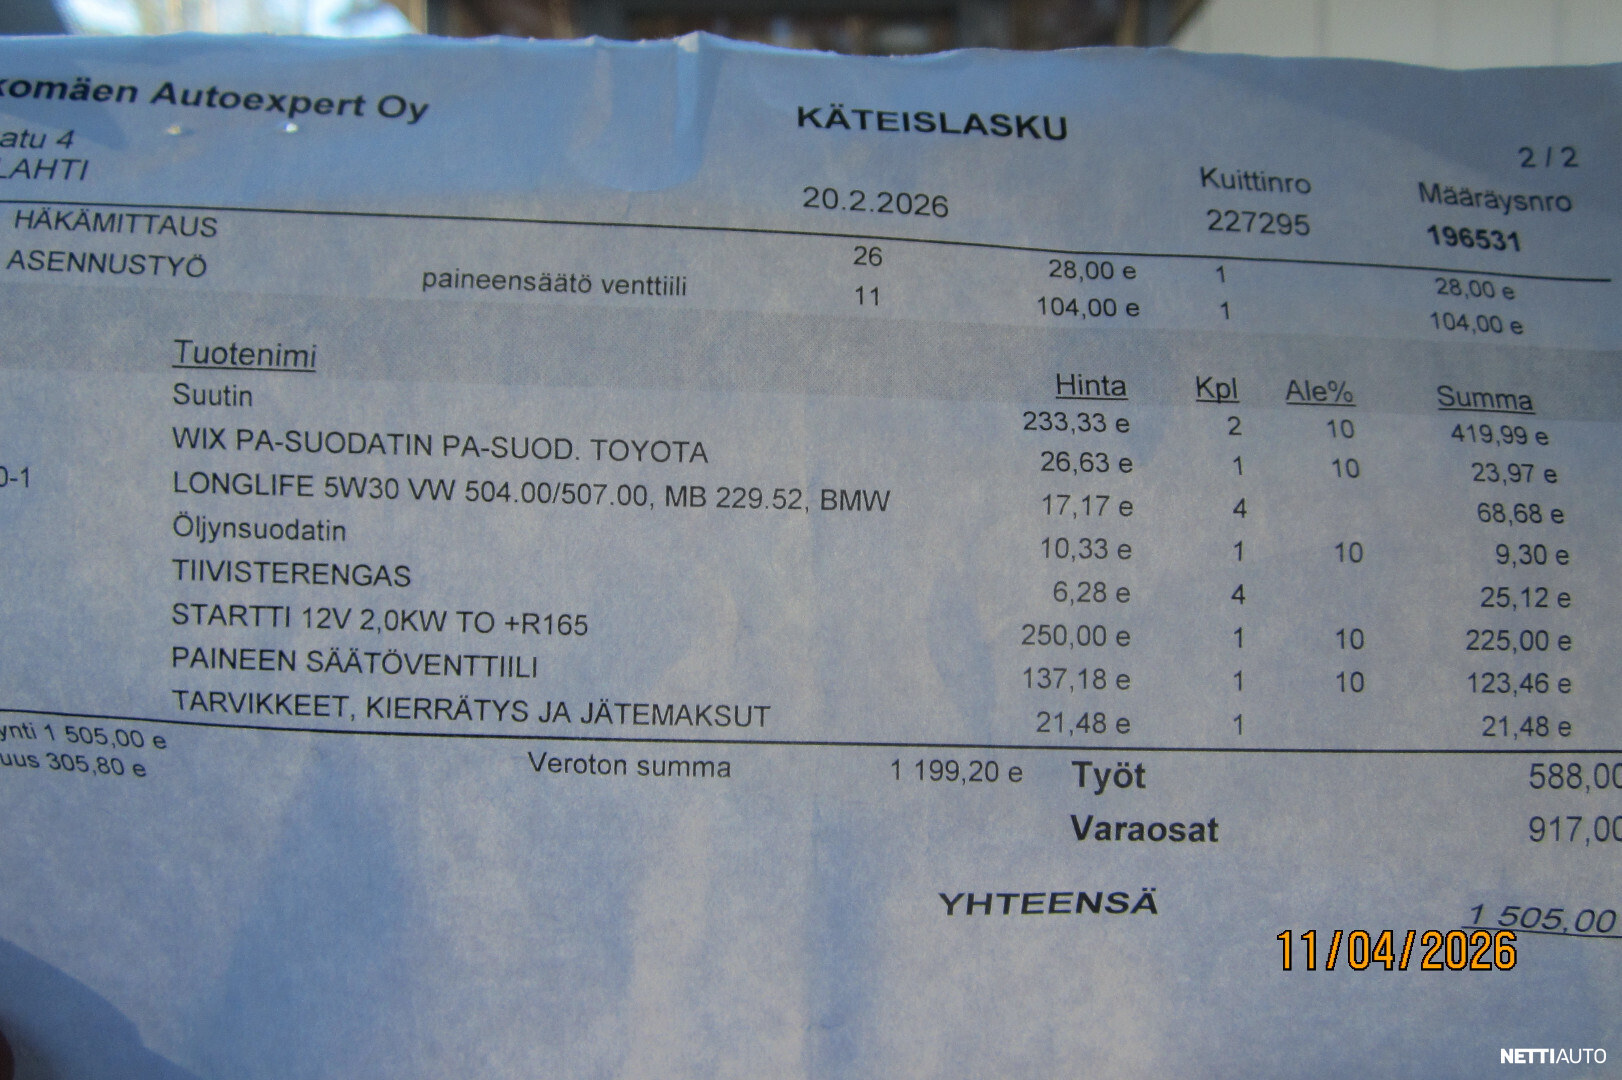 komäen Autoexpert Oy
KÄTEISLASKU
2 / 2
atu 4
LAHTI
20.2.2026
Kuittinro
227295
Määräysnro
196531
HÄKÄMITTAUS 26 28,00 e 1 28,00 e
ASENNUSTYÖ paineensäätö venttiili 11 104,00 e 1 104,00 e
Tuotenimi Hinta Kpl Ale% Summa
Suutin 233,33 e 2 10 419,99 e
WIX PA-SUODATIN PA-SUOD. TOYOTA 26,63 e 1 10 23,97 e
0-1 LONGLIFE 5W30 VW 504.00/507.00, MB 229.52, BMW 17,17 e 4 68,68 e
Öljynsuodatin 10,33 e 1 10 9,30 e
TIIVISTERENGAS 6,28 e 4 25,12 e
STARTTI 12V 2,0KW TO +R165 250,00 e 1 10 225,00 e
PAINEEN SÄÄTÖVENTTIILI 137,18 e 1 10 123,46 e
TARVIKKEET, KIERRÄTYS JA JÄTEMAKSUT 21,48 e 1 21,48 e
ynti 1 505,00 e
uus 305,80 e
Veroton summa 1 199,20 e
Työt 588,00
Varaosat 917,00
YHTEENSÄ 1 505,00
11/04/2026
NETTIAUTO